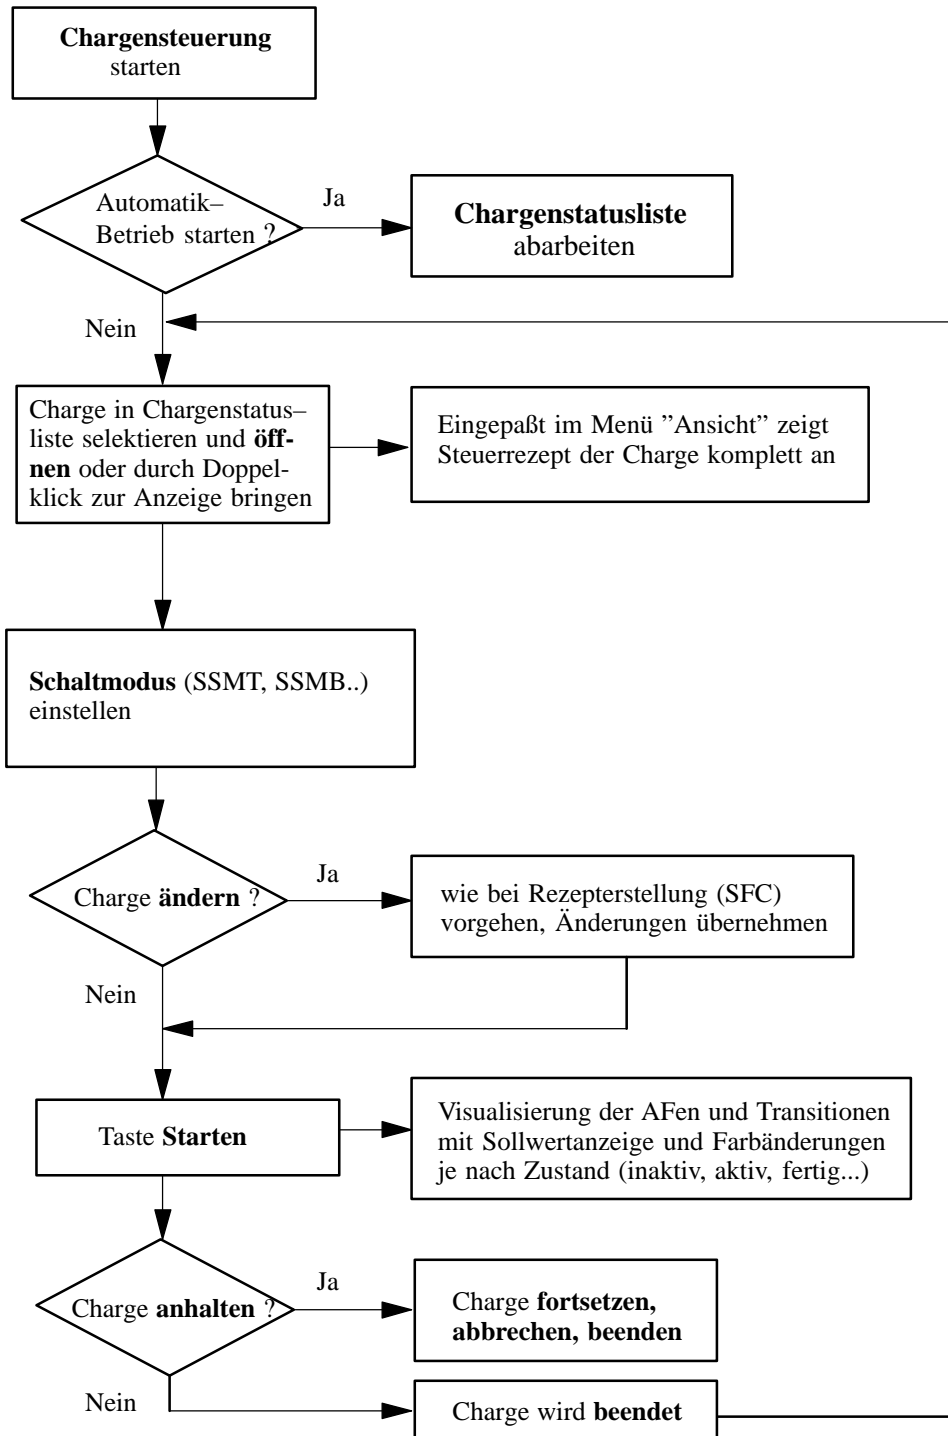 Chargensteuerung
starten
Automatik–
Betrieb starten ?
Ja
Chargenstatusliste
abarbeiten
Nein
Charge in Chargenstatus–
liste selektieren und öff-
nen oder durch Doppel-
klick zur Anzeige bringen
Eingepaßt im Menü ”Ansicht” zeigt
Steuerrezept der Charge komplett an
Schaltmodus (SSMT, SSMB..)
einstellen
Charge ändern ?
Ja
wie bei Rezepterstellung (SFC)
vorgehen, Änderungen übernehmen
Nein
Taste Starten
Visualisierung der AFen und Transitionen
mit Sollwertanzeige und Farbänderungen
je nach Zustand (inaktiv, aktiv, fertig...)
Charge anhalten ?
Ja
Charge fortsetzen,
abbrechen, beenden
Nein
Charge wird beendet